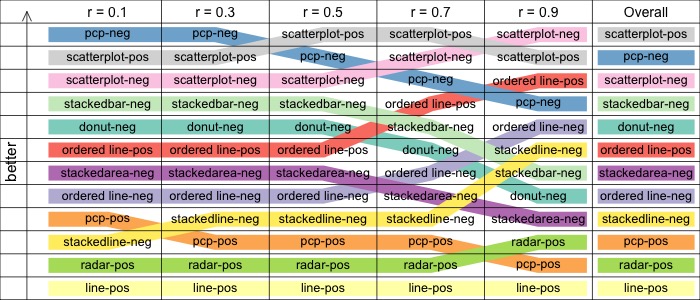 r = 0.1 r = 0.3 r = 0.5 r = 0.7 r = 0.9 Overall
pcp-neg pcp-neg scatterplot-pos scatterplot-pos scatterplot-neg scatterplot-pos
scatterplot-pos scatterplot-pos pcp-neg scatterplot-neg scatterplot-pos pcp-neg
scatterplot-neg scatterplot-neg scatterplot-neg pcp-neg ordered line-pos scatterplot-neg
stackedbar-neg stackedbar-neg stackedbar-neg ordered line-pos pcp-neg stackedbar-neg
donut-neg donut-neg donut-neg stackedbar-neg ordered line-neg donut-neg
ordered line-pos ordered line-pos ordered line-pos donut-neg stackedline-neg ordered line-pos
stackedarea-neg stackedarea-neg stackedarea-neg ordered line-neg stackedbar-neg stackedarea-neg
ordered line-neg ordered line-neg ordered line-neg stackedarea-neg donut-neg ordered line-neg
pcp-pos stackedline-neg stackedline-neg stackedline-neg stackedarea-neg stackedline-neg
stackedline-neg pcp-pos pcp-pos pcp-pos radar-pos pcp-pos
radar-pos radar-pos radar-pos radar-pos pcp-pos radar-pos
line-pos line-pos line-pos line-pos line-pos line-pos
better